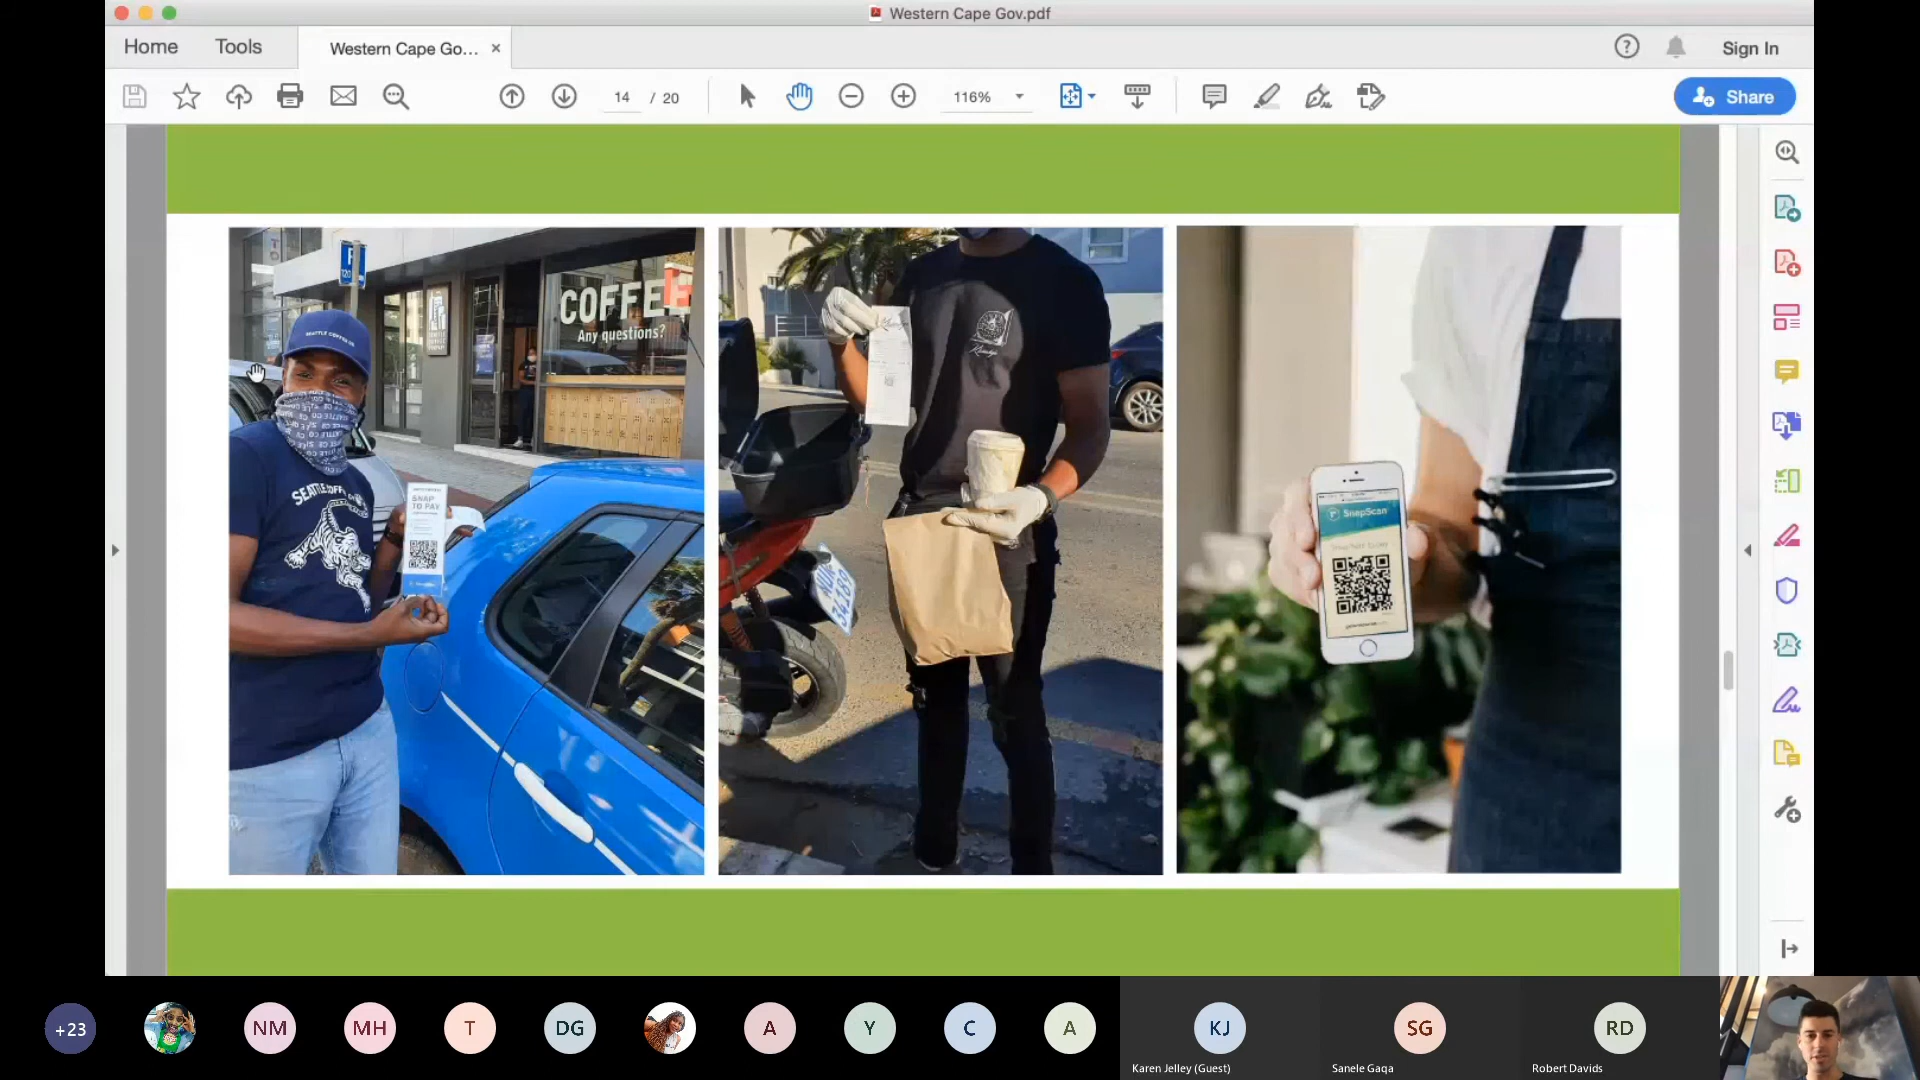 Western Cape Gov.pdf
Home
Tools
Western Cape Go...
Sign In
14 / 20
116%
Share
P
COFFEE
Any questions?
SEATTLE COFFEE CO
SEATTLE COFFEE
SNAP
TO PAY
SnapScan
+23
NM
MH
T
DG
A
Y
C
A
KJ
SG
RD
Karen Jelley (Guest)
Sanele Gaqa
Robert Davids